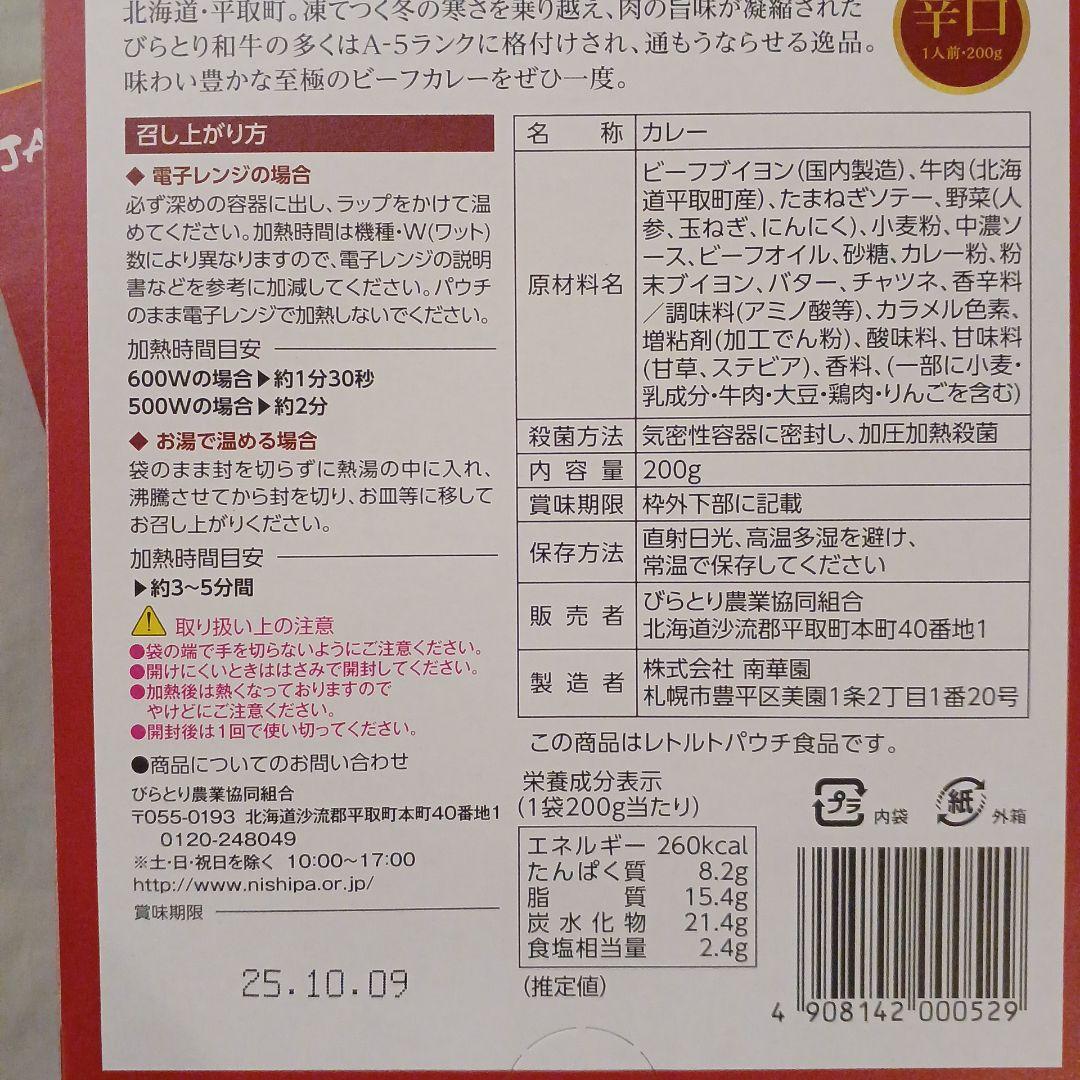 北海道・平取町。凍てつく冬の寒さを乗り越え、肉の旨味が凝縮された
びらとり和牛の多くはA-5ランクに格付けされ、通もうならせる逸品。
味わい豊かな至極のビーフカレーをぜひ一度。
辛口
1人前・200g
JA
召し上がり方
◆ 電子レンジの場合
必ず深めの容器に出し、ラップをかけて温
めてください。加熱時間は機種・W(ワット)
数により異なりますので、電子レンジの説明
書などを参考に加減してください。パウチ
のまま電子レンジで加熱しないでください。
加熱時間目安
600Wの場合▶約1分30秒
500Wの場合▶約2分
◆ お湯で温める場合
袋のまま封を切らずに熱湯の中に入れ、
沸騰させてから封を切り、お皿等に移して
お召し上がりください。
加熱時間目安
▶約3~5分間
取り扱い上の注意
●袋の端で手を切らないようにご注意ください。
●開けにくいときははさみで開封してください。
●加熱後は熱くなっておりますので
やけどにご注意ください。
●開封後は1回で使い切ってください。
●商品についてのお問い合わせ
びらとり農業協同組合
〒055-0193 北海道沙流郡平取町本町40番地1
0120-248049
※土・日・祝日を除く 10:00~17:00
http://www.nishipa.or.jp/
賞味期限
25.10.09
名称 カレー
原材料名 ビーフブイヨン(国内製造)、牛肉(北海
道平取町産)、たまねぎソテー、野菜(人
参、玉ねぎ、にんにく)、小麦粉、中濃ソ
ース、ビーフオイル、砂糖、カレー粉、粉
末ブイヨン、バター、チャツネ、香辛料
/調味料(アミノ酸等)、カラメル色素、
増粘剤(加工でん粉)、酸味料、甘味料
(甘草、ステビア)、香料、(一部に小麦・
乳成分・牛肉・大豆・鶏肉・りんごを含む)
殺菌方法 気密性容器に密封し、加圧加熱殺菌
内容量 200g
賞味期限 枠外下部に記載
保存方法 直射日光、高温多湿を避け、
常温で保存してください
販売者 びらとり農業協同組合
北海道沙流郡平取町本町40番地1
製造者 株式会社 南華園
札幌市豊平区美園1条2丁目1番20号
この商品はレトルトパウチ食品です。
栄養成分表示
(1袋200g当たり)
エネルギー 260kcal
たんぱく質 8.2g
脂質 15.4g
炭水化物 21.4g
食塩相当量 2.4g
(推定値)
プラ 内袋
紙 外箱
4 908142 000529